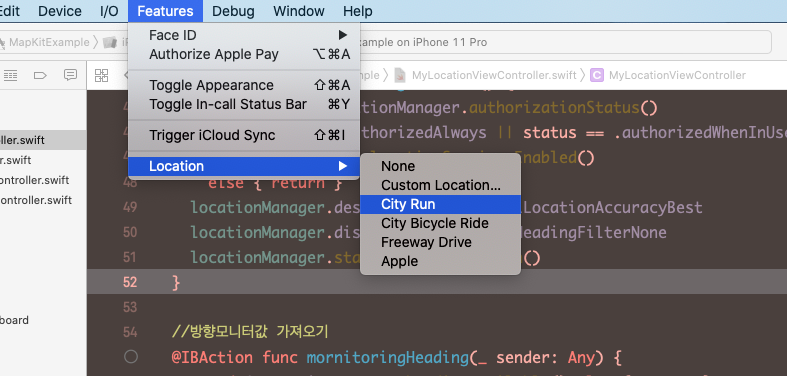 Edit Device I/O Features Debug Window Help
MapKitExample
Face ID
ample on iPhone 11 Pro
Authorize Apple Pay ⌥⌘A
Toggle Appearance ⇧⌘A
MyLocationViewController.swift C MyLocationViewController
Toggle In-call Status Bar ⌘Y
tionManager.authorizationStatus()
Trigger iCloud Sync ⇧⌘I
thorizedAlways || status == .authorizedWhenInUse
ller.swift
Location
Enabled()
er.swift
None
ontroller.swift
Custom Location...
48 else { return }
ontroller.swift
City Run
49 locationManager.des LocationAccuracyBest
City Bicycle Ride
50 locationManager.dis HeadingFilterNone
Freeway Drive
51 locationManager.sta ()
Apple
52 }
53
board
54 //방향모니터값 가져오기
@IBAction func mornitoringHeading(_ sender: Any) {